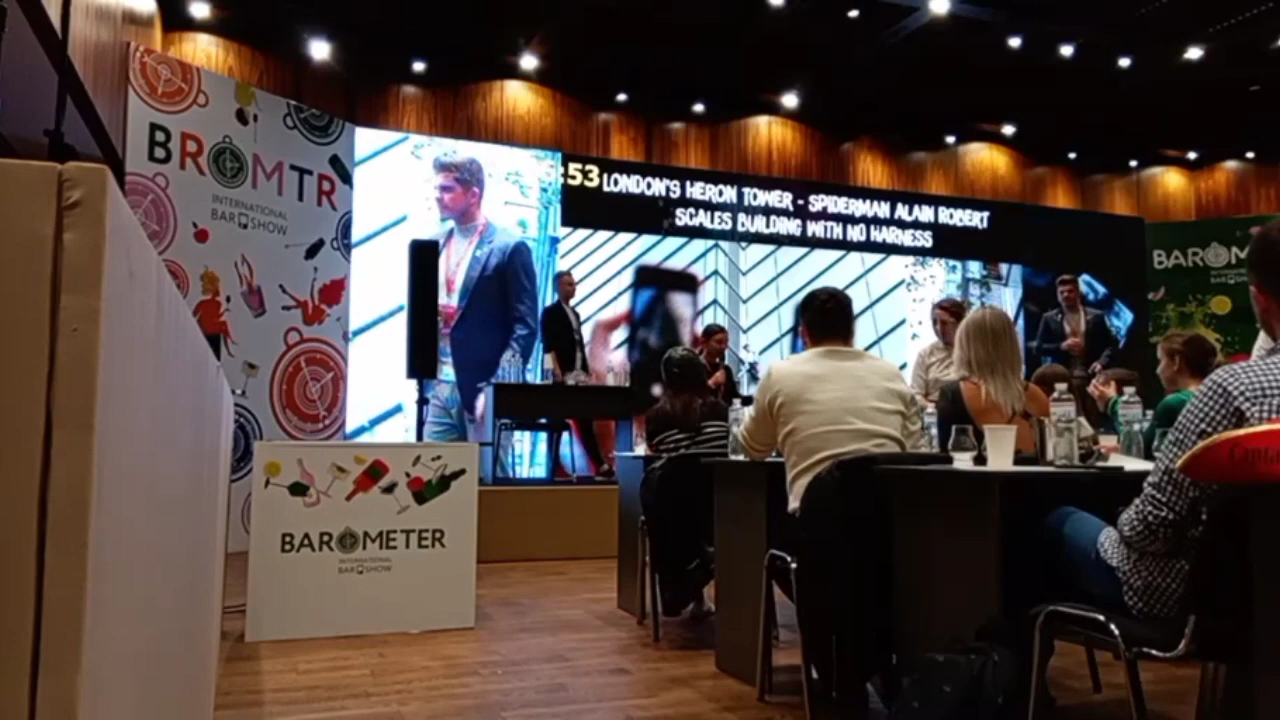 BROMTR
INTERNATIONAL
BAR SHOW
:53
LONDON'S HERON TOWER - SPIDERMAN ALAIN ROBERT
SCALES BUILDING WITH NO HARNESS
BAROM
BAROMETER
INTERNATIONAL
BAR SHOW